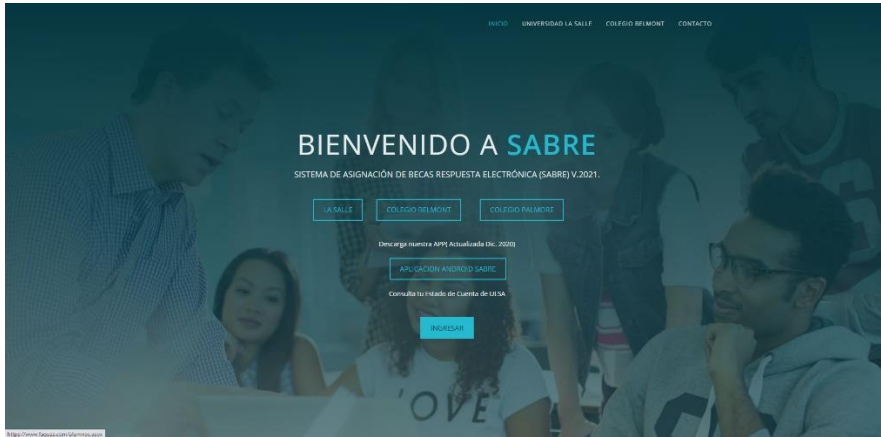 INICIO UNIVERSIDAD LA SALLE COLEGIO BELMONT CONTACTO
BIENVENIDO A SABRE
SISTEMA DE ASIGNACIÓN DE BECAS RESPUESTA ELECTRÓNICA (SABRE) V.2021.
LA SALLE COLEGIO BELMONT COLEGIO PALMORE
Descarga nuestra APP( Actualizada Dic. 2020)
APLICACION ANDROID SABRE
Consulta tu Estado de Cuenta de ULSA
INGRESAR
OVE